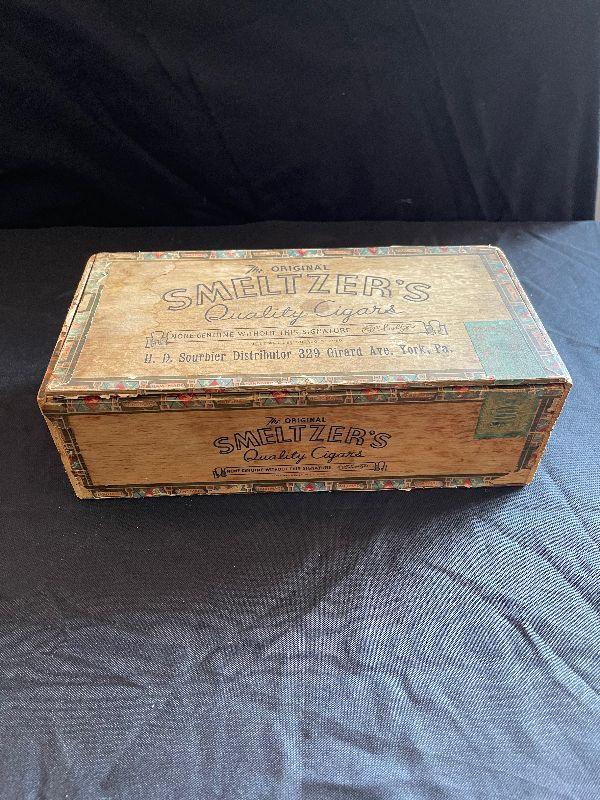 The ORIGINAL
SMELTZER'S
Quality Cigars
NONE GENUINE WITHOUT THIS SIGNATURE
H. D. Sourbier Distributor 329 Girard Ave. York, Pa.
The ORIGINAL
SMELTZER'S
Quality Cigars
NONE GENUINE WITHOUT THIS SIGNATURE